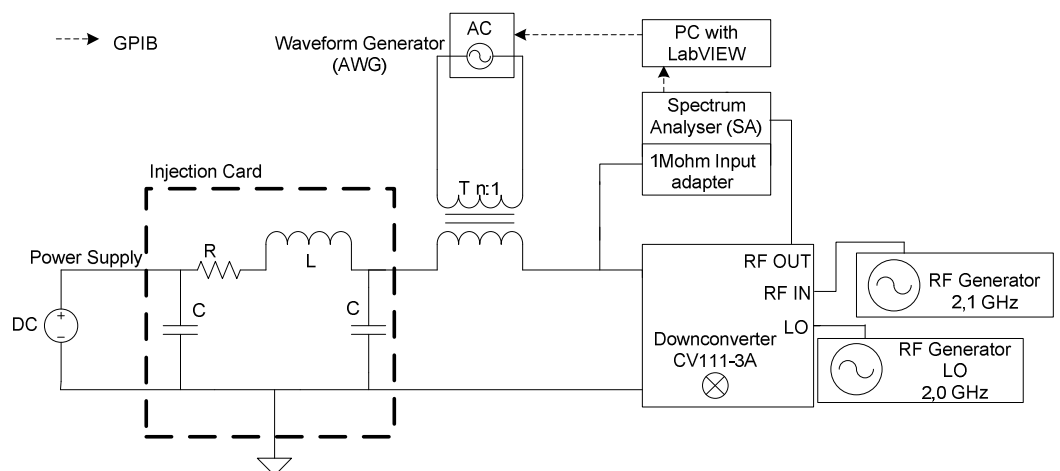 GPIB
Waveform Generator
(AWG)
AC
PC with
LabVIEW
Spectrum
Analyser (SA)
1Mohm Input
adapter
Injection Card
T n:1
Power Supply
R
L
C
C
DC
+
−
RF OUT
RF IN
LO
Downconverter
CV111-3A
RF Generator
2,1 GHz
RF Generator
LO
2,0 GHz